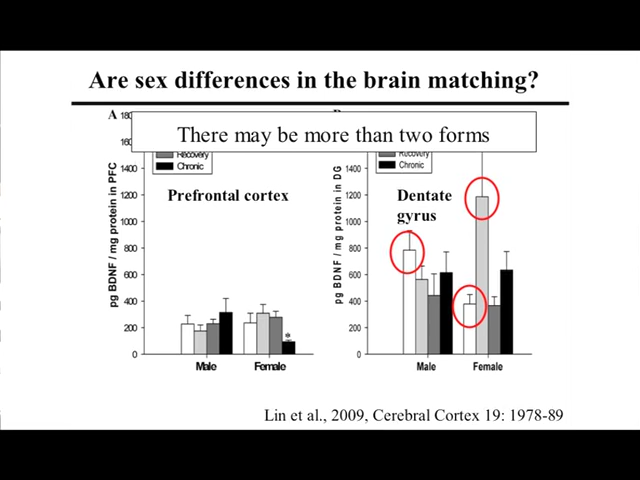 Are sex differences in the brain matching?
There may be more than two forms
A
180
160
1400
1200
1000
800
600
400
200
0
pg BDNF / mg protein in PFC
Recovery
Chronic
Prefrontal cortex
*
Male Female
1400
1200
1000
800
600
400
200
0
pg BDNF / mg protein in DG
Recovery
Chronic
Dentate
gyrus
Male Female
Lin et al., 2009, Cerebral Cortex 19: 1978-89